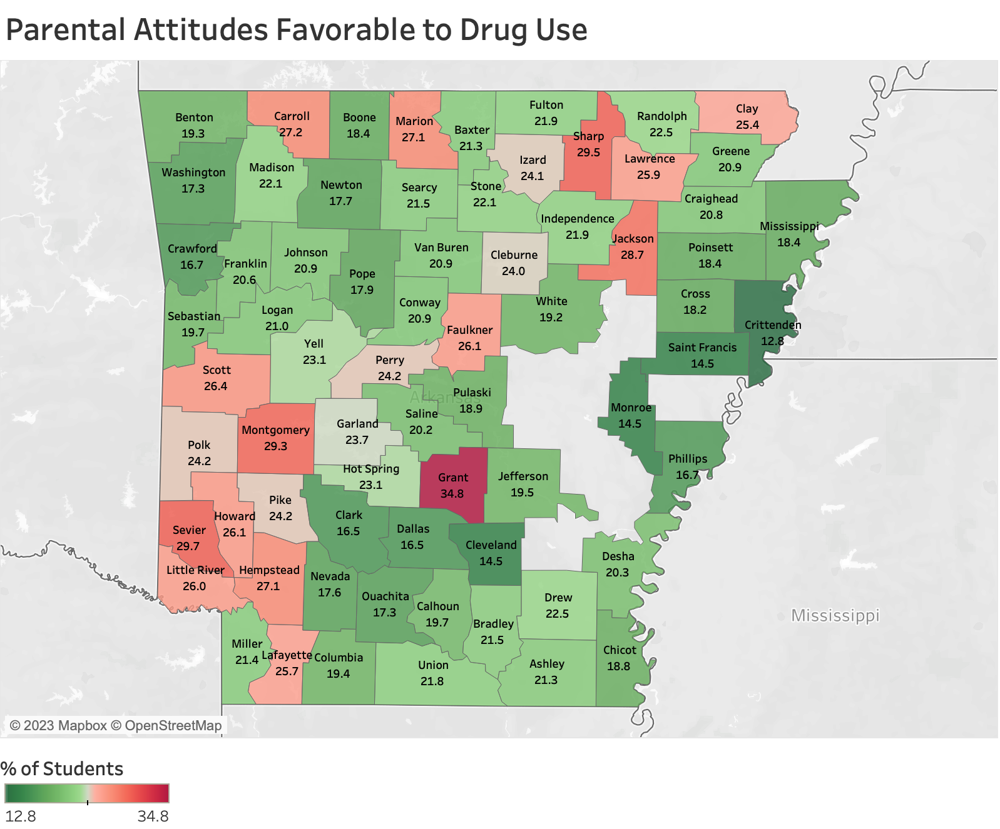 Parental Attitudes Favorable to Drug Use
Benton
19.3
Carroll
27.2
Boone
18.4
Marion
27.1
Baxter
21.3
Fulton
21.9
Sharp
29.5
Randolph
22.5
Clay
25.4
Washington
17.3
Madison
22.1
Newton
17.7
Searcy
21.5
Stone
22.1
Izard
24.1
Lawrence
25.9
Greene
20.9
Craighead
20.8
Mississippi
18.4
Crawford
16.7
Franklin
20.6
Johnson
20.9
Pope
17.9
Van Buren
20.9
Cleburne
24.0
Independence
21.9
Jackson
28.7
Poinsett
18.4
Sebastian
19.7
Logan
21.0
Conway
20.9
White
19.2
Cross
18.2
Crittenden
12.8
Yell
23.1
Faulkner
26.1
Saint Francis
14.5
Scott
26.4
Perry
24.2
Arkansas
Pulaski
18.9
Monroe
14.5
Polk
24.2
Montgomery
29.3
Garland
23.7
Saline
20.2
Phillips
16.7
Hot Spring
23.1
Grant
34.8
Jefferson
19.5
Pike
24.2
Howard
26.1
Sevier
29.7
Clark
16.5
Dallas
16.5
Cleveland
14.5
Desha
20.3
Little River
26.0
Hempstead
27.1
Nevada
17.6
Ouachita
17.3
Calhoun
19.7
Bradley
21.5
Drew
22.5
Mississippi
Miller
21.4
Lafayette
25.7
Columbia
19.4
Union
21.8
Ashley
21.3
Chicot
18.8
© 2023 Mapbox © OpenStreetMap
% of Students
12.8
34.8